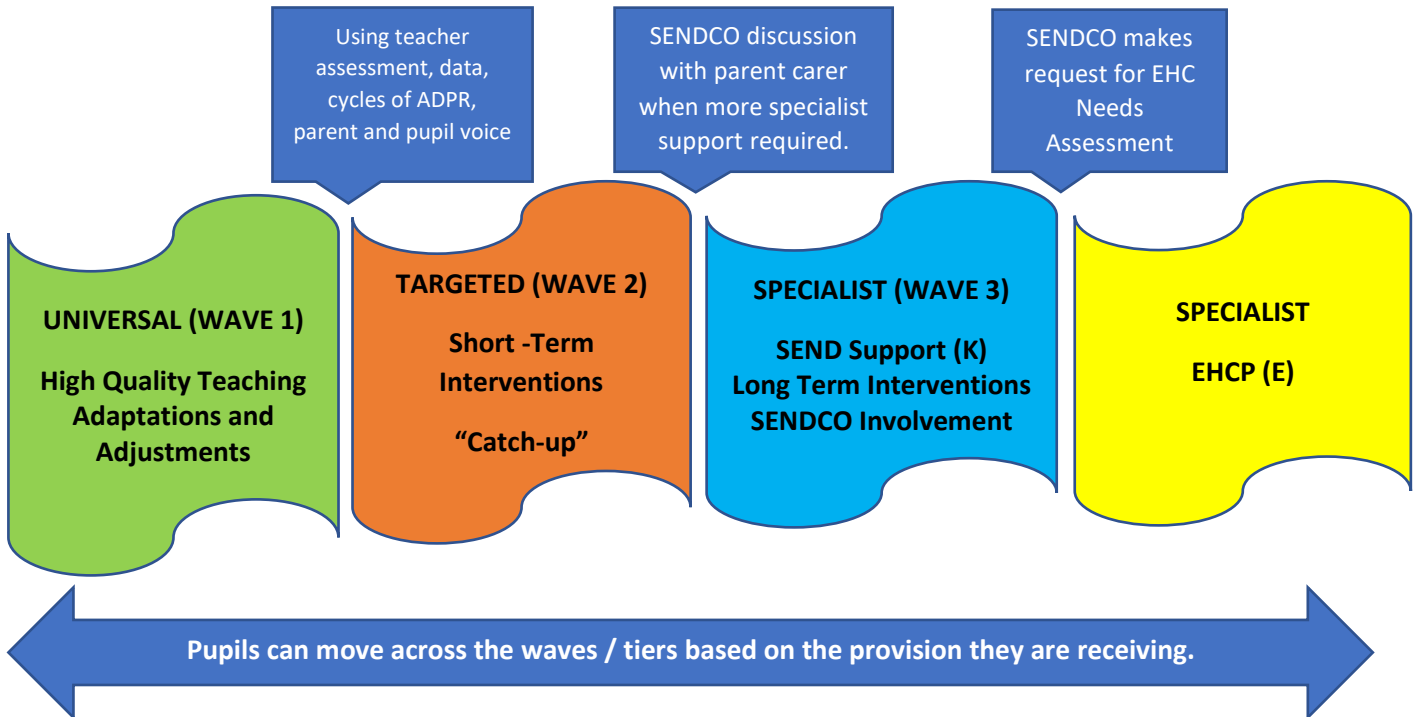 Using teacher
assessment, data,
cycles of ADPR,
parent and pupil voice
SENDCO discussion
with parent carer
when more specialist
support required.
SENDCO makes
request for EHC
Needs
Assessment
UNIVERSAL (WAVE 1)
High Quality Teaching
Adaptations and
Adjustments
TARGETED (WAVE 2)
Short -Term
Interventions
“Catch-up”
SPECIALIST (WAVE 3)
SEND Support (K)
Long Term Interventions
SENDCO Involvement
SPECIALIST
EHCP (E)
Pupils can move across the waves / tiers based on the provision they are receiving.